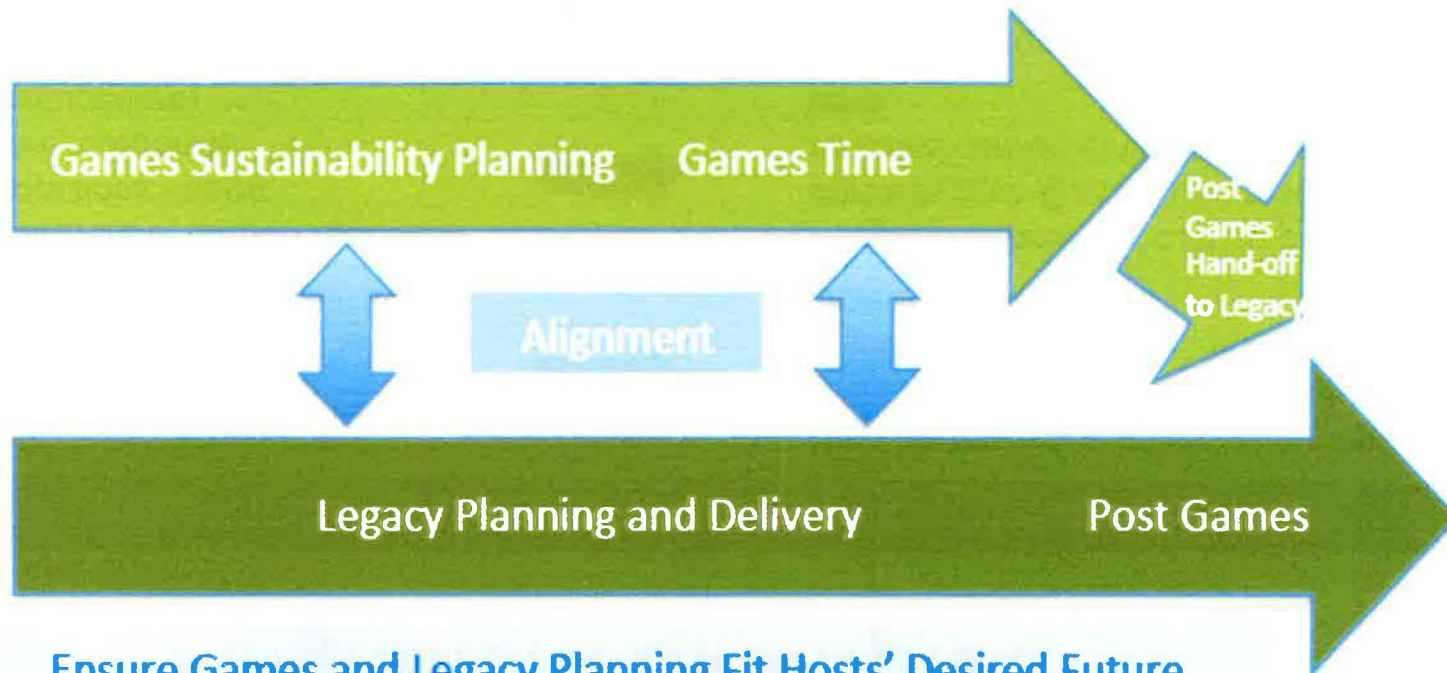 Games Sustainability Planning Games Time
Post
Games
Hand-off
to Legacy
Alignment
Legacy Planning and Delivery Post Games
Ensure Games and Legacy Planning Fit Hosts' Desired Future